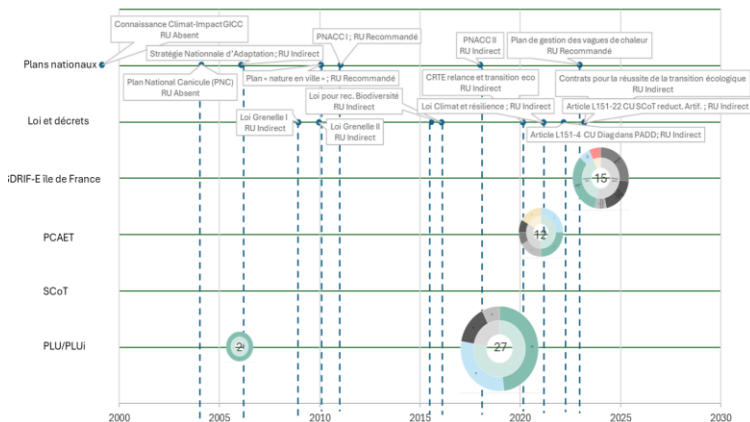 Connaissance Climat-ImpactGICC
RU Absent
Stratégie Nationnale d'Adaptation ; RU Indirect
PNACC I ; RU Recommandé
PNACC II
RU Indirect
Plan de gestion des vagues de chaleur
RU Recommandé
Plans nationaux
Plan National Canicule (PNC)
RU Absent
Plan « nature en ville » ; RU Recommandé
CRTE relance et transition eco
RU Indirect
Contrats pour la réussite de la transition écologique
RU Indirect
Loi pour rec. Biodiversité
RU Indirect
Loi Climat et résilience ; RU Indirect
Article L151-22 CU SCoT reduct. Artif. ; RU Indirect
Loi et décrets
Loi Grenelle I
RU Indirect
Loi Grenelle II
RU Indirect
Article L151-4 CU Diag dans PADD; RU Indirect
SDRIF-E île de France
15
PCAET
12
SCoT
PLU/PLUi
2
27
2000
2005
2010
2015
2020
2025
2030